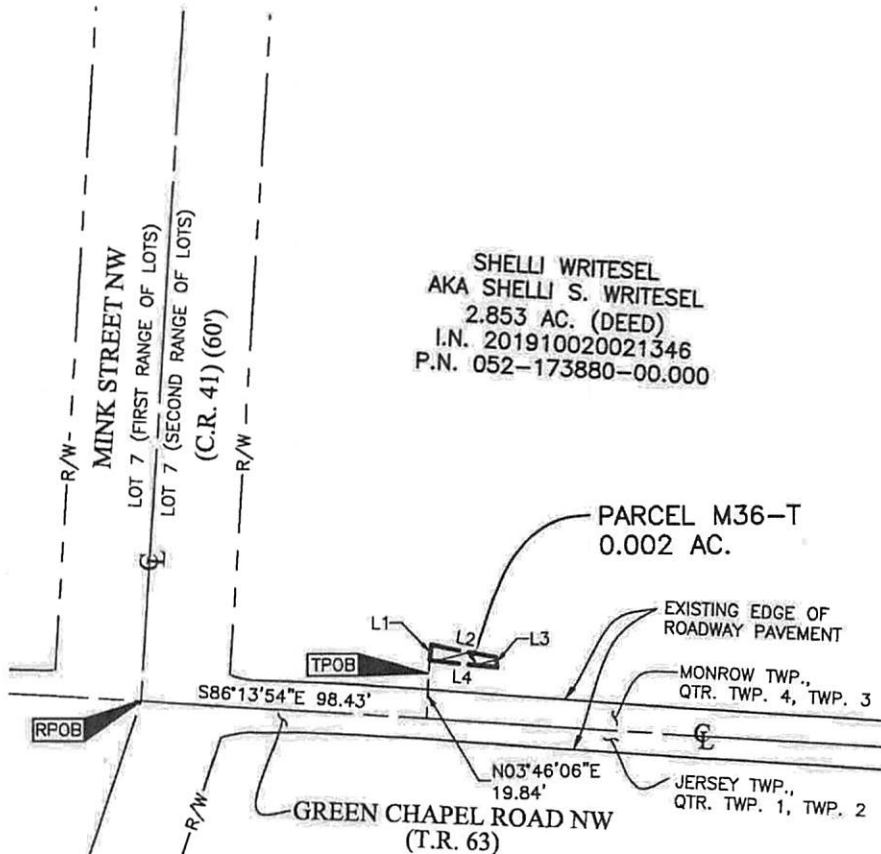 MINK STREET NW
LOT 7 (FIRST RANGE OF LOTS)
LOT 7 (SECOND RANGE OF LOTS)
(C.R. 41) (60')
R/W
R/W
℄
SHELLI WRITESEL
AKA SHELLI S. WRITESEL
2.853 AC. (DEED)
I.N. 201910020021346
P.N. 052-173880-00.000
PARCEL M36-T
0.002 AC.
L1
L2
L3
L4
TPOB
EXISTING EDGE OF
ROADWAY PAVEMENT
MONROW TWP.,
QTR. TWP. 4, TWP. 3
S86°13'54"E 98.43'
RPOB
℄
N03°46'06"E
19.84'
JERSEY TWP.,
QTR. TWP. 1, TWP. 2
R/W
GREEN CHAPEL ROAD NW
(T.R. 63)